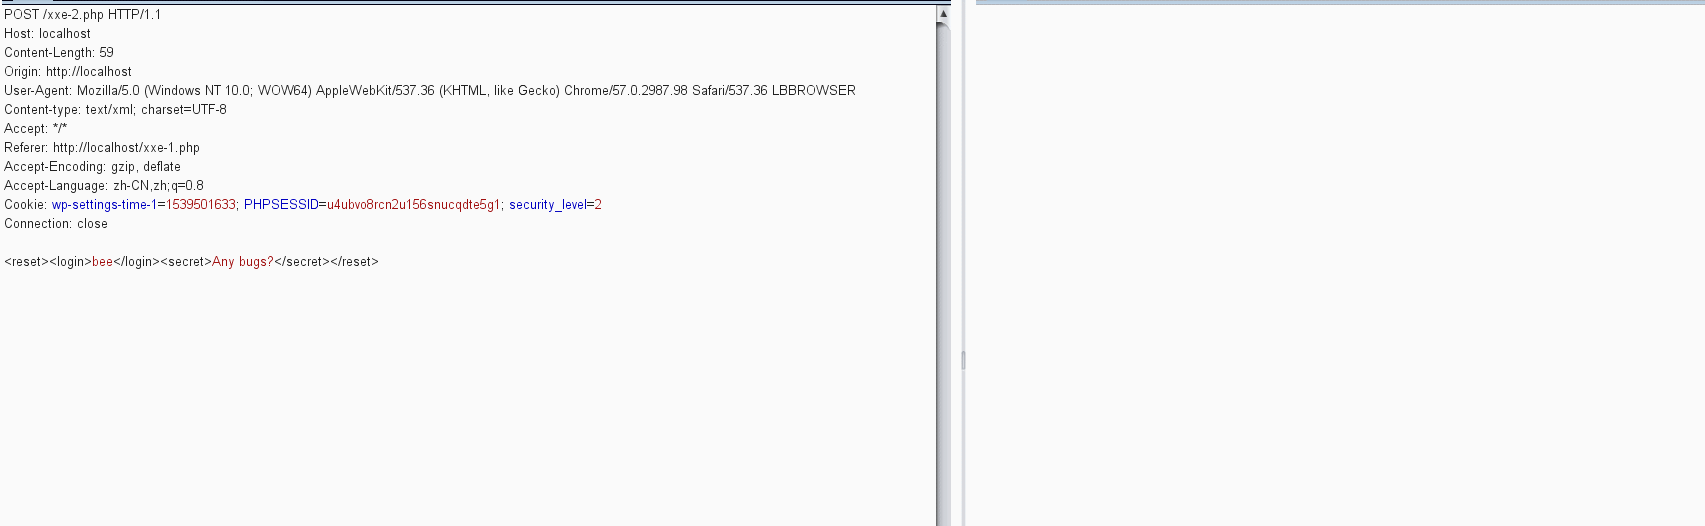 POST /xxe-2.php HTTP/1.1
Host: localhost
Content-Length: 59
Origin: http://localhost
User-Agent: Mozilla/5.0 (Windows NT 10.0; WOW64) AppleWebKit/537.36 (KHTML, like Gecko) Chrome/57.0.2987.98 Safari/537.36 LBBROWSER
Content-type: text/xml; charset=UTF-8
Accept: */*
Referer: http://localhost/xxe-1.php
Accept-Encoding: gzip, deflate
Accept-Language: zh-CN,zh;q=0.8
Cookie: wp-settings-time-1=1539501633; PHPSESSID=u4ubvo8rcn2u156snucqdte5g1; security_level=2
Connection: close
<reset><login>bee</login><secret>Any bugs?</secret></reset>